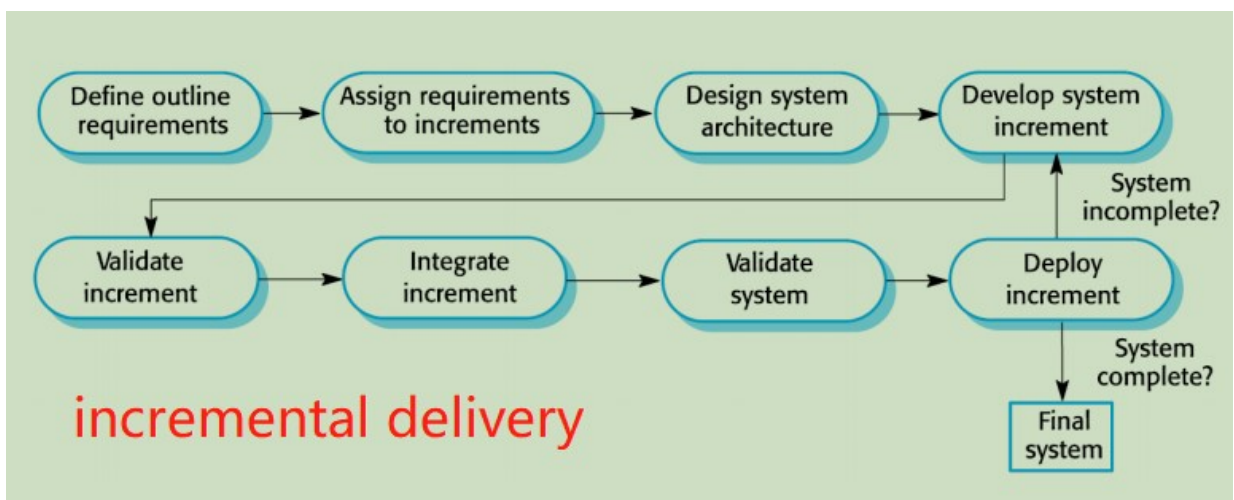 Define outline
requirements
Assign requirements
to increments
Design system
architecture
Develop system
increment
System
incomplete?
Validate
increment
Integrate
increment
Validate
system
Deploy
increment
System
complete?
Final
system
incremental delivery